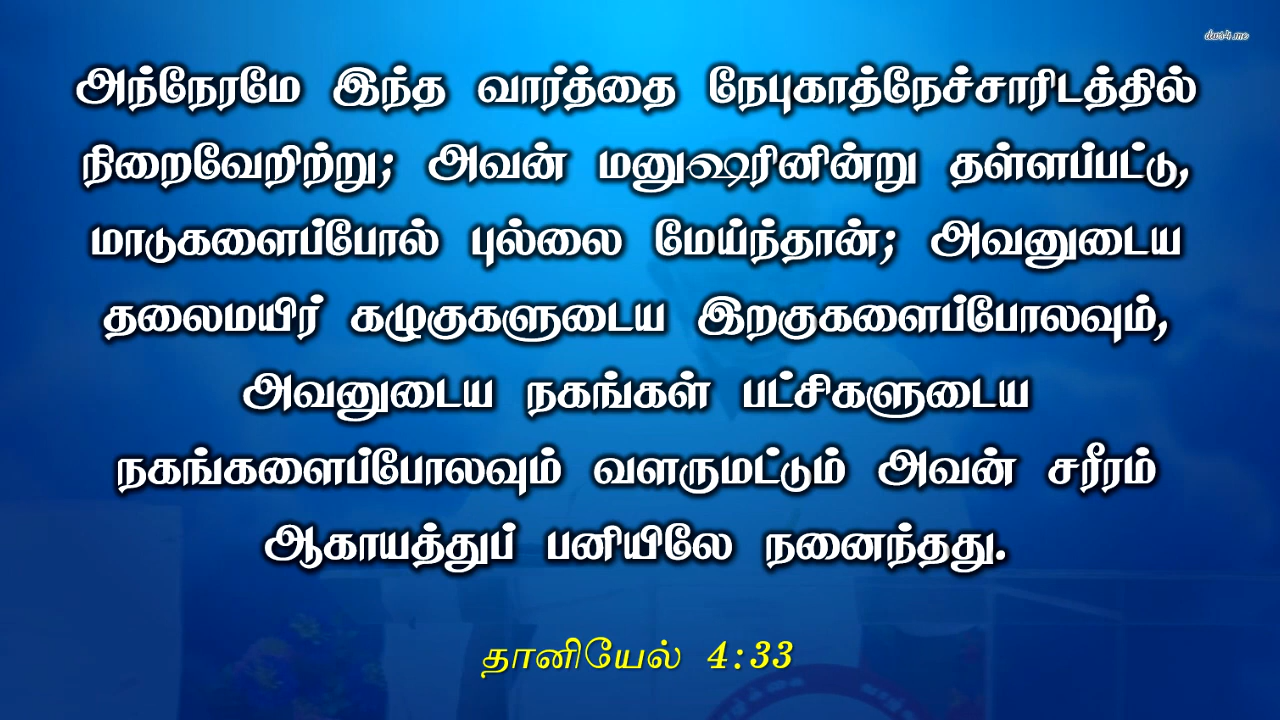 dws4.me
அந்நேரமே இந்த வார்த்தை நேபுகாத்நேச்சாரிடத்தில்
நிறைவேறிற்று; அவன் மனுஷரினின்று தள்ளப்பட்டு,
மாடுகளைப்போல் புல்லை மேய்ந்தான்; அவனுடைய
தலைமயிர் கழுகுகளுடைய இறகுகளைப்போலவும்,
அவனுடைய நகங்கள் பட்சிகளுடைய
நகங்களைப்போலவும் வளருமட்டும் அவன் சரீரம்
ஆகாயத்துப் பனியிலே நனைந்தது.
தானியேல் 4:33